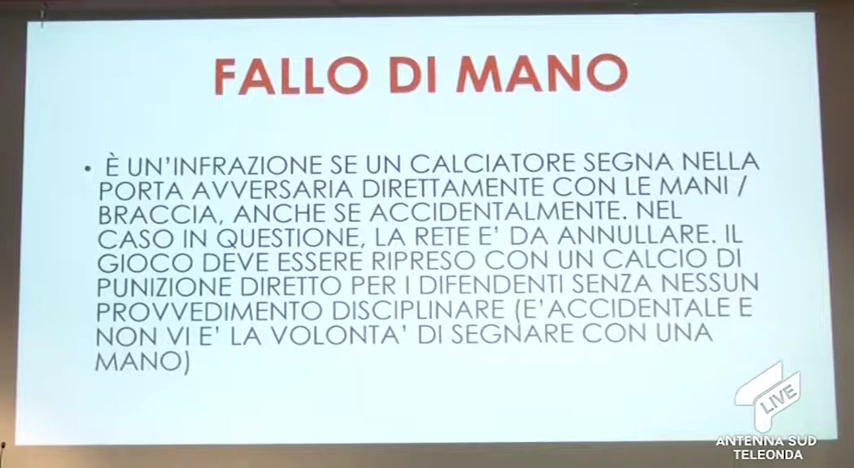 FALLO DI MANO
• È UN'INFRAZIONE SE UN CALCIATORE SEGNA NELLA
PORTA AVVERSARIA DIRETTAMENTE CON LE MANI /
BRACCIA, ANCHE SE ACCIDENTALMENTE. NEL
CASO IN QUESTIONE, LA RETE E' DA ANNULLARE. IL
GIOCO DEVE ESSERE RIPRESO CON UN CALCIO DI
PUNIZIONE DIRETTO PER I DIFENDENTI SENZA NESSUN
PROVVEDIMENTO DISCIPLINARE (E'ACCIDENTALE E
NON VI E' LA VOLONTA' DI SEGNARE CON UNA
MANO)
LIVE
ANTENNA SUD
TELEONDA